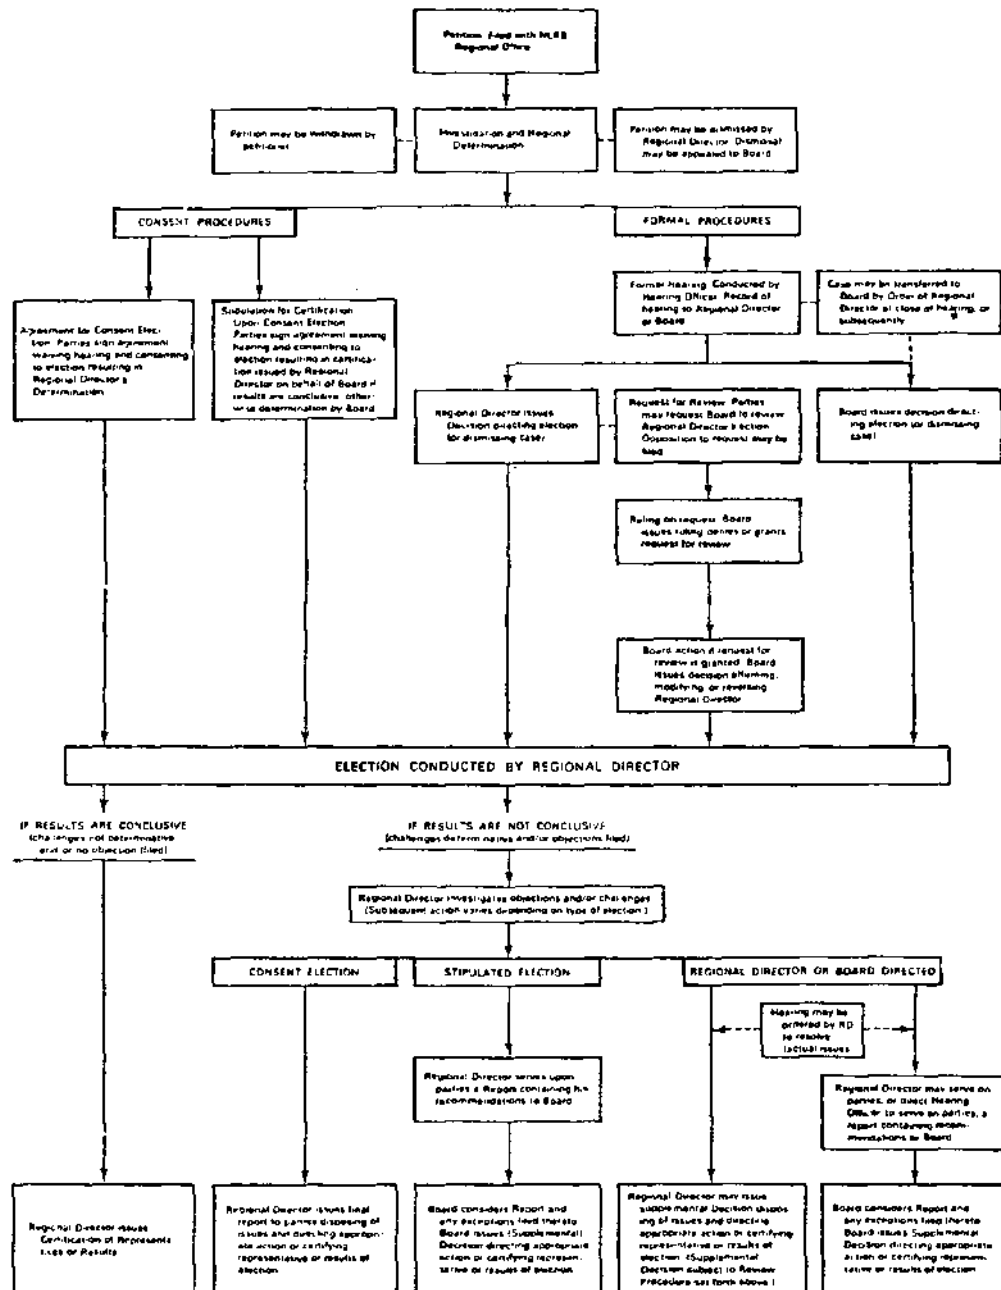 Petition filed with NLRB
Regional Office
Petition may be withdrawn by
petitioner
Investigation and Regional
Determination
Petition may be dismissed by
Regional Director. Dismissal
may be appealed to Board
CONSENT PROCEDURES
FORMAL PROCEDURES
Agreement for Consent Elec-
tion. Parties sign agreement
waiving hearing and consenting
to election resulting in
Regional Director's
Determination
Stipulation for Certification
Upon Consent Election
Parties sign agreement waiving
hearing and consenting to
election resulting in certifica-
tion issued by Regional
Director on behalf of Board if
results are conclusive, other-
wise determination by Board
Formal Hearing. Conducted by
Hearing Officer. Record of
hearing to Regional Director
or Board
Case may be transferred to
Board by Order of Regional
Director at close of hearing, or
subsequently
Regional Director issues
Decision directing election
(or dismissing case)
Request for Review. Parties
may request Board to review
Regional Director's action
Opposition to request may be
filed
Board issues decision direct-
ing election (or dismissing
case)
Ruling on request. Board
issues ruling denies or grants
request for review
Board action if request for
review is granted. Board
issues decision affirming,
modifying, or reversing
Regional Director
ELECTION CONDUCTED BY REGIONAL DIRECTOR
IF RESULTS ARE CONCLUSIVE
(challenges not determinative
and/or no objection filed)
IF RESULTS ARE NOT CONCLUSIVE
(challenges determinative and/or objections filed)
Regional Director investigates objections and/or challenges
(Subsequent action varies depending on type of election.)
CONSENT ELECTION
STIPULATED ELECTION
REGIONAL DIRECTOR OR BOARD DIRECTED
Hearing may be
ordered by RD
to resolve
factual issues
Regional Director serves upon
parties a Report containing his
recommendations to Board
Regional Director may serve on
parties, or direct Hearing
Officer to serve on parties, a
report containing recom-
mendations to Board
Regional Director issues
Certification of Representa-
tives or Results
Regional Director issues final
report to parties disposing of
issues and directing appropri-
ate action or certifying
representative or results of
election
Board considers Report and
any exceptions filed thereto
Board issues (Supplemental)
Decision directing appropriate
action or certifying represen-
tative or results of election
Regional Director may issue
supplemental Decision dispos-
ing of issues and directing
appropriate action or certifying
representative or results of
election (Supplemental
Decision subject to Review
Procedure set forth above)
Board considers Report and
any exceptions filed thereto
Board issues Supplemental
Decision directing appropriate
action or certifying represen-
tative or results of election